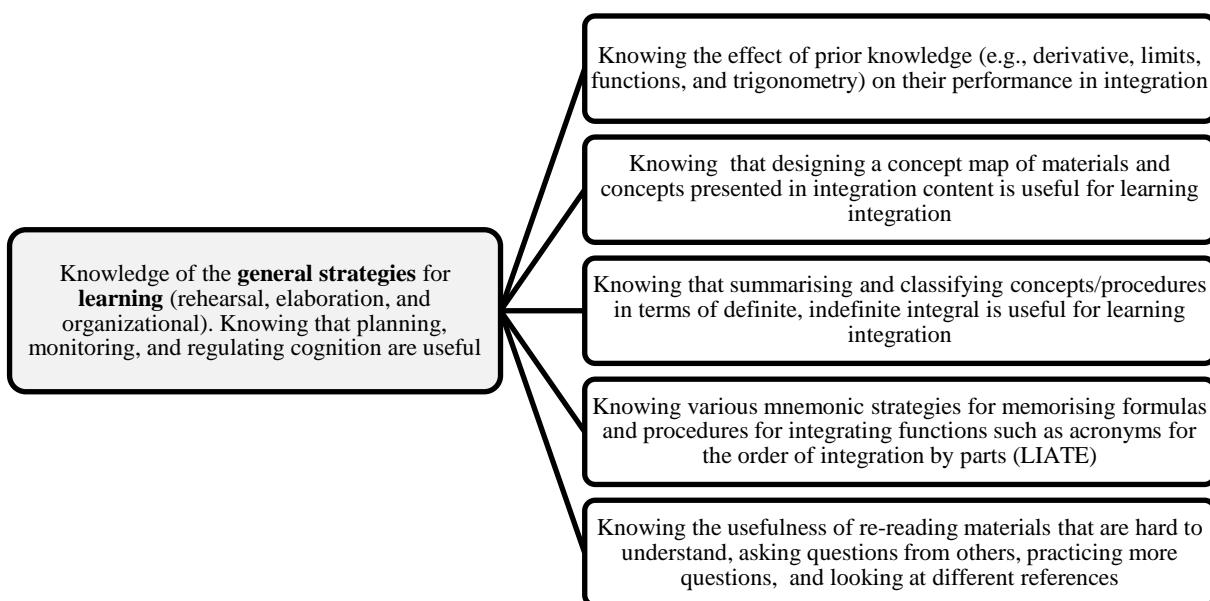 Knowledge of the general strategies for
learning (rehearsal, elaboration, and
organizational). Knowing that planning,
monitoring, and regulating cognition are useful
Knowing the effect of prior knowledge (e.g., derivative, limits,
functions, and trigonometry) on their performance in integration
Knowing  that designing a concept map of materials and
concepts presented in integration content is useful for learning
integration
Knowing that summarising and classifying concepts/procedures
in terms of definite, indefinite integral is useful for learning
integration
Knowing various mnemonic strategies for memorising formulas
and procedures for integrating functions such as acronyms for
the order of integration by parts (LIATE)
Knowing the usefulness of re-reading materials that are hard to
understand, asking questions from others, practicing more
questions,  and looking at different references